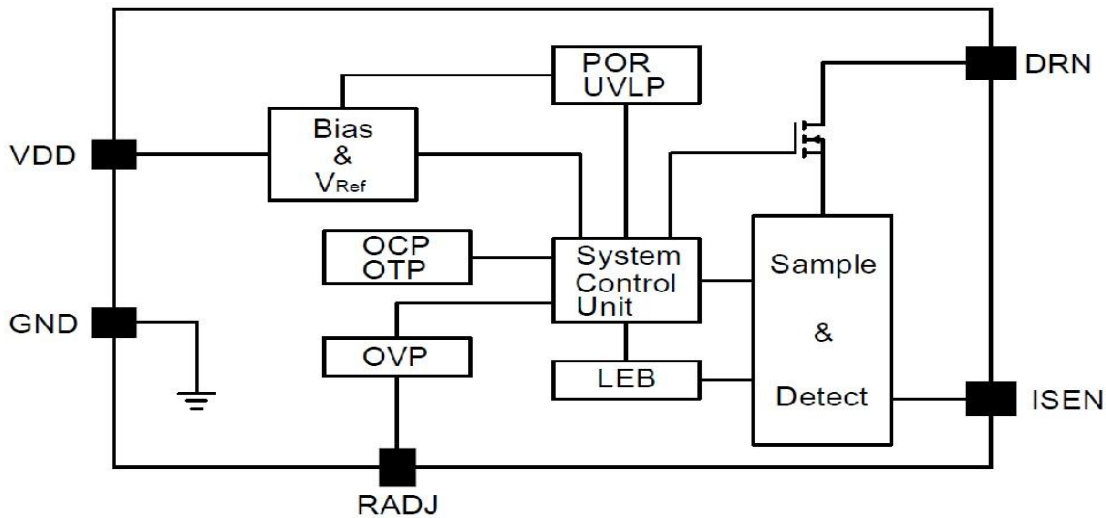 POR
UVLP
DRN
Bias
&
VRef
VDD
OCP
OTP
System
Control
Unit
Sample
&
Detect
GND
OVP
LEB
ISEN
RADJ